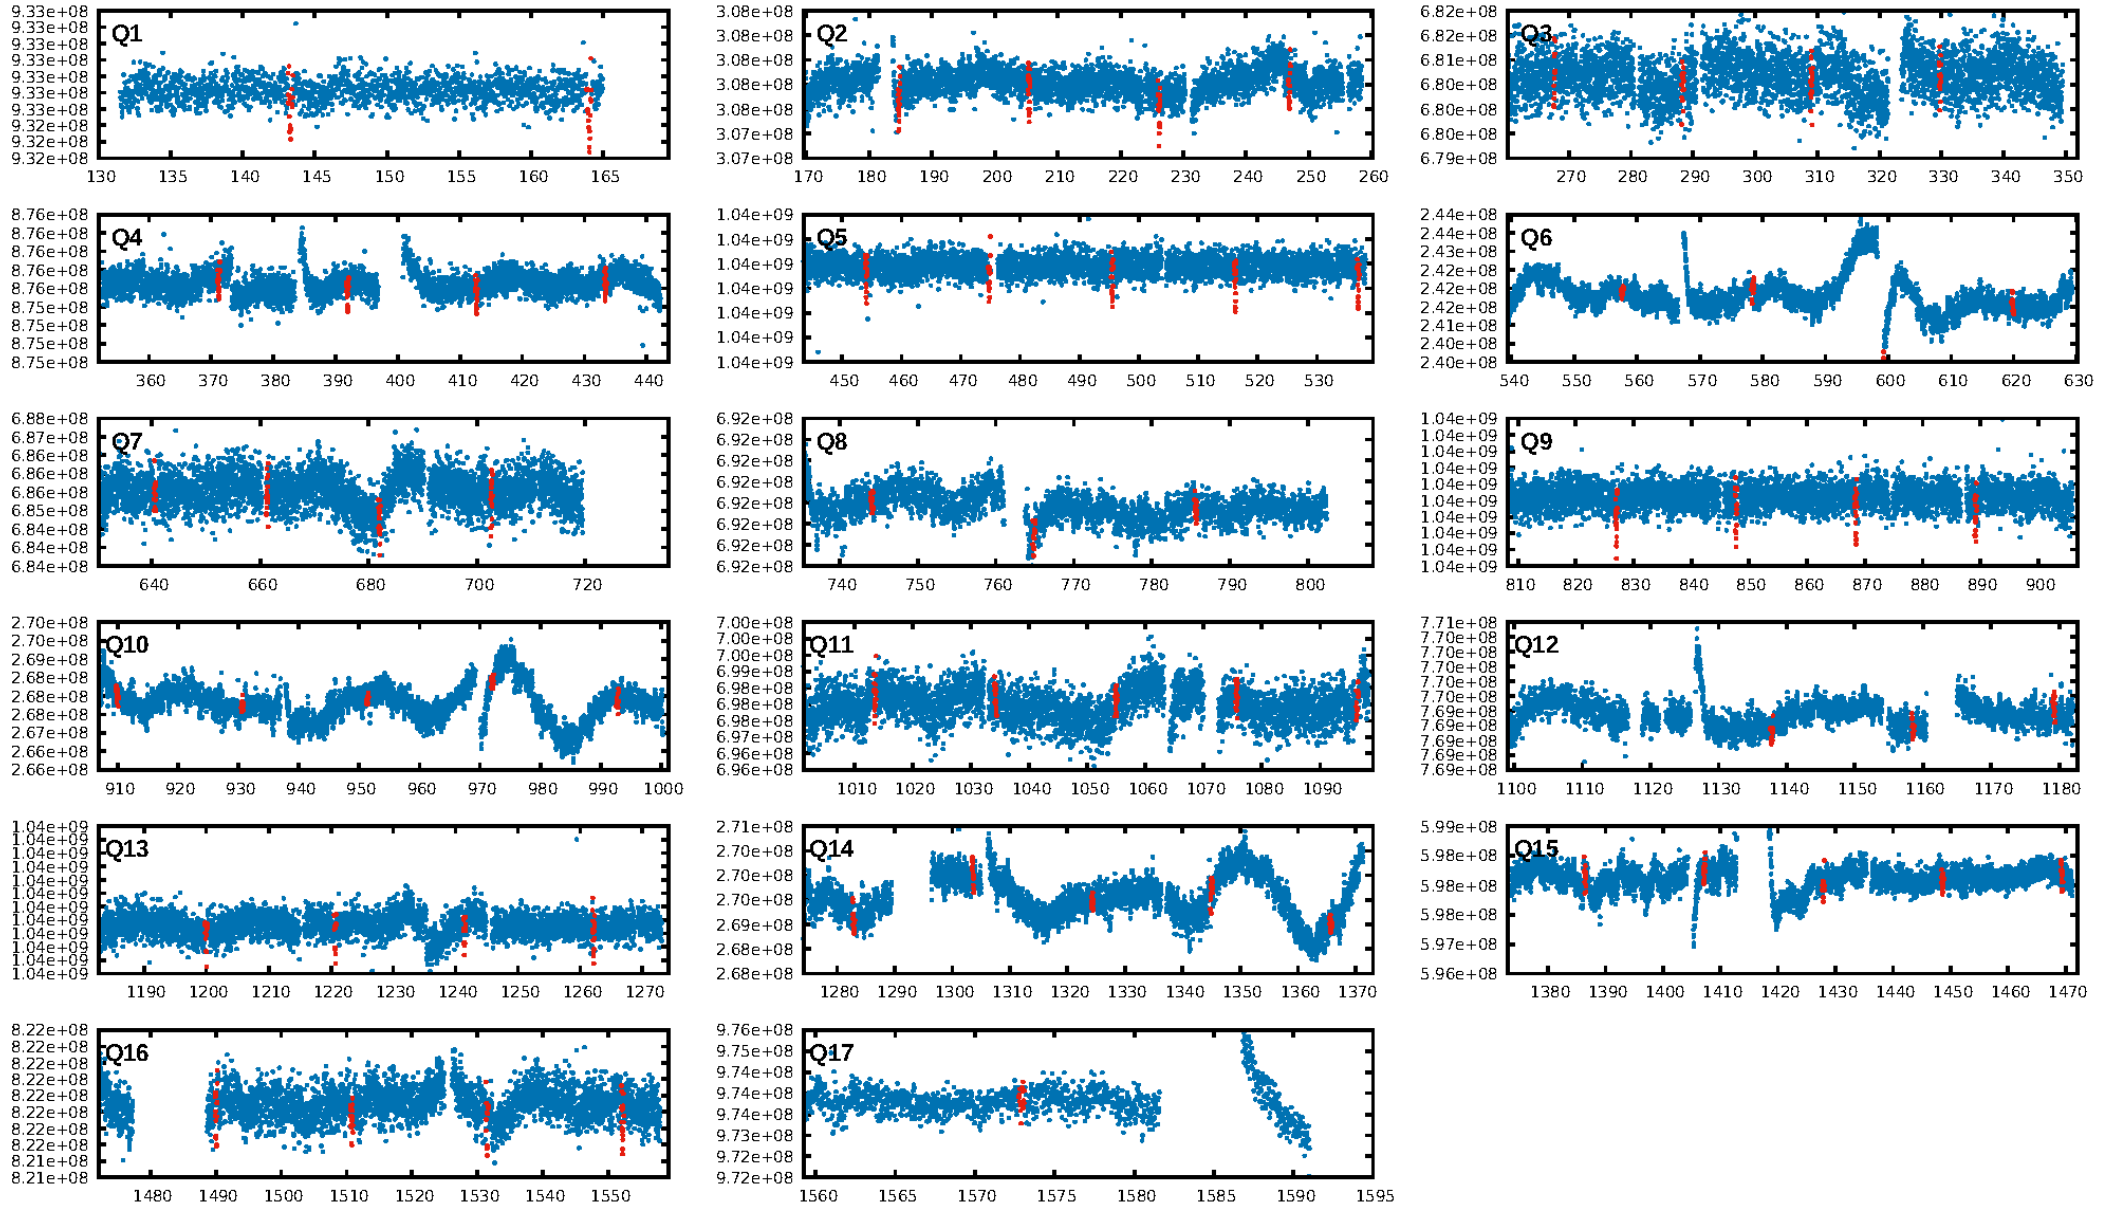 9.33e+08
9.33e+08
9.33e+08
9.33e+08
9.33e+08
9.33e+08
9.33e+08
9.32e+08
9.32e+08
9.32e+08
Q1
130 135 140 145 150 155 160 165
3.08e+08
3.08e+08
3.08e+08
3.08e+08
3.08e+08
3.07e+08
3.07e+08
Q2
170 180 190 200 210 220 230 240 250 260
6.82e+08
6.82e+08
6.81e+08
6.80e+08
6.80e+08
6.80e+08
6.79e+08
Q3
270 280 290 300 310 320 330 340 350
8.76e+08
8.76e+08
8.76e+08
8.76e+08
8.76e+08
8.75e+08
8.75e+08
8.75e+08
8.75e+08
Q4
360 370 380 390 400 410 420 430 440
1.04e+09
1.04e+09
1.04e+09
1.04e+09
1.04e+09
1.04e+09
1.04e+09
Q5
450 460 470 480 490 500 510 520 530
2.44e+08
2.44e+08
2.43e+08
2.42e+08
2.42e+08
2.41e+08
2.41e+08
2.40e+08
2.40e+08
Q6
540 550 560 570 580 590 600 610 620 630
6.88e+08
6.87e+08
6.86e+08
6.86e+08
6.86e+08
6.85e+08
6.84e+08
6.84e+08
6.84e+08
Q7
640 660 680 700 720
6.92e+08
6.92e+08
6.92e+08
6.92e+08
6.92e+08
6.92e+08
6.92e+08
6.92e+08
Q8
740 750 760 770 780 790 800
1.04e+09
1.04e+09
1.04e+09
1.04e+09
1.04e+09
1.04e+09
1.04e+09
1.04e+09
1.04e+09
1.04e+09
Q9
810 820 830 840 850 860 870 880 890 900
2.70e+08
2.70e+08
2.69e+08
2.68e+08
2.68e+08
2.68e+08
2.67e+08
2.66e+08
2.66e+08
Q10
910 920 930 940 950 960 970 980 990 1000
7.00e+08
7.00e+08
7.00e+08
6.99e+08
6.98e+08
6.98e+08
6.98e+08
6.97e+08
6.96e+08
6.96e+08
Q11
1010 1020 1030 1040 1050 1060 1070 1080 1090
7.71e+08
7.70e+08
7.70e+08
7.70e+08
7.70e+08
7.70e+08
7.69e+08
7.69e+08
7.69e+08
7.69e+08
Q12
1100 1110 1120 1130 1140 1150 1160 1170 1180
1.04e+09
1.04e+09
1.04e+09
1.04e+09
1.04e+09
1.04e+09
1.04e+09
1.04e+09
1.04e+09
1.04e+09
1.04e+09
1.04e+09
Q13
1190 1200 1210 1220 1230 1240 1250 1260 1270
2.71e+08
2.70e+08
2.70e+08
2.70e+08
2.69e+08
2.68e+08
2.68e+08
Q14
1280 1290 1300 1310 1320 1330 1340 1350 1360 1370
5.99e+08
5.98e+08
5.98e+08
5.98e+08
5.97e+08
5.96e+08
Q15
1380 1390 1400 1410 1420 1430 1440 1450 1460 1470
8.22e+08
8.22e+08
8.22e+08
8.22e+08
8.22e+08
8.22e+08
8.22e+08
8.22e+08
8.21e+08
8.21e+08
Q16
1480 1490 1500 1510 1520 1530 1540 1550
9.76e+08
9.75e+08
9.74e+08
9.74e+08
9.74e+08
9.73e+08
9.72e+08
9.72e+08
Q17
1560 1565 1570 1575 1580 1585 1590 1595